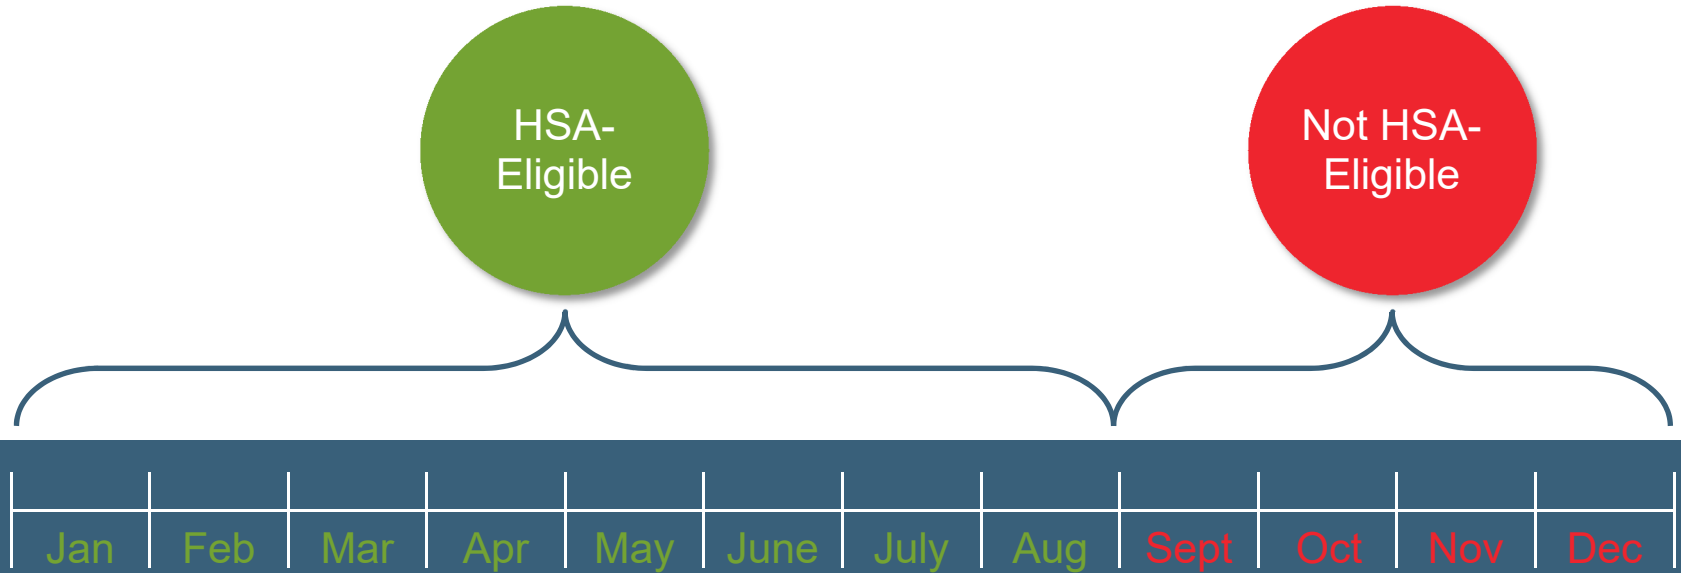 HSA-
Eligible
Not HSA-
Eligible
Jan Feb Mar Apr May June July Aug Sept Oct Nov Dec